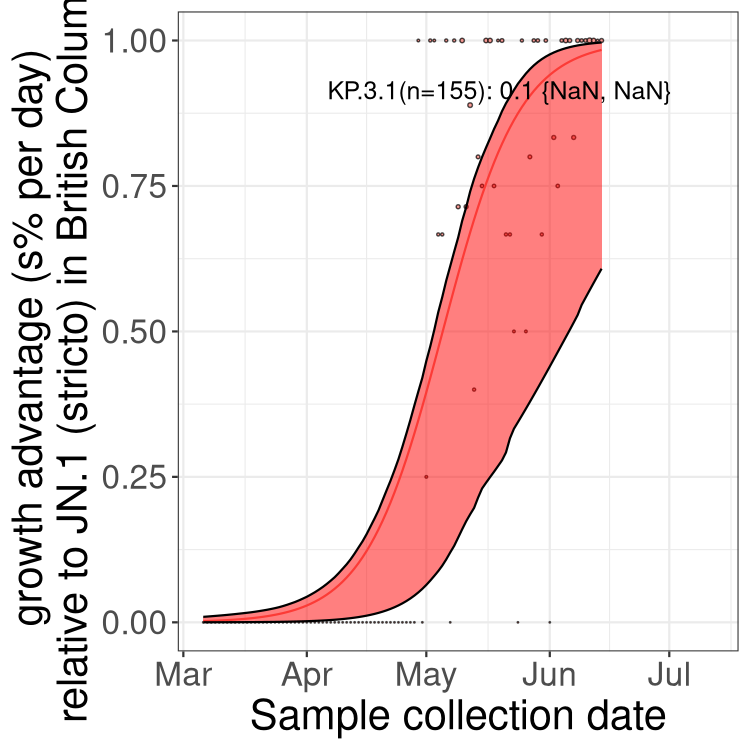 growth advantage (s% per day)
relative to JN.1 (stricto) in British Colum
1.00
0.75
0.50
0.25
0.00
KP.3.1(n=155): 0.1 {NaN, NaN}
Mar Apr May Jun Jul
Sample collection date